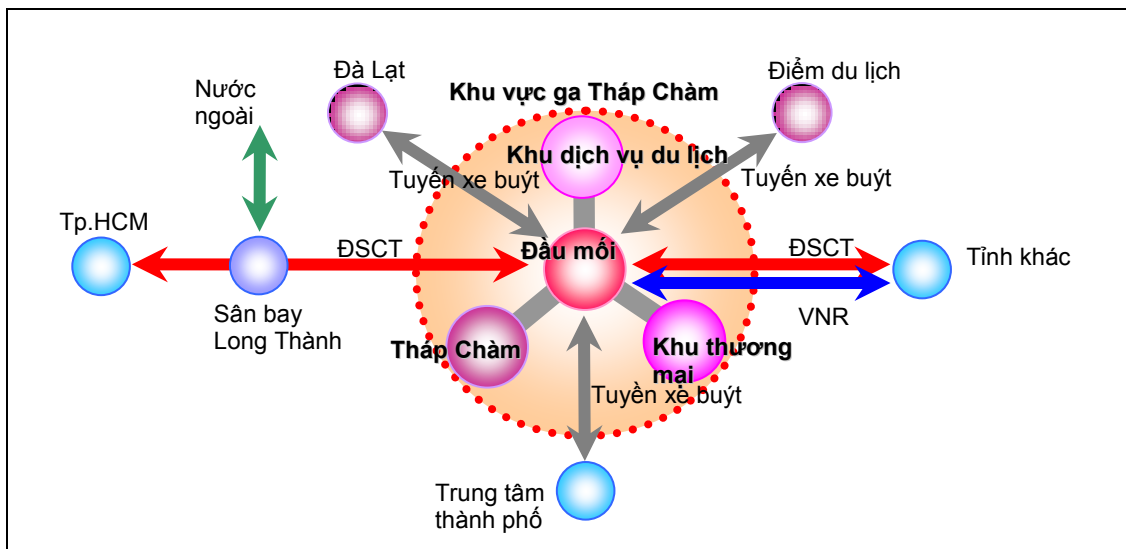 Đà Lạt
Điểm du lịch
Nước
ngoài
Khu vực ga Tháp Chàm
Khu dịch vụ du lịch
Tuyến xe buýt
Tuyến xe buýt
Tp.HCM
ĐSCT
Đầu mối
ĐSCT
Tỉnh khác
Sân bay
Long Thành
VNR
Tháp Chàm
Khu thương
mại
Tuyền xe buýt
Trung tâm
thành phố